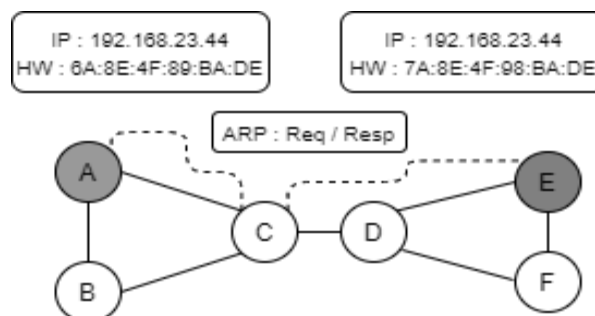 IP : 192.168.23.44
HW : 6A:8E:4F:89:BA:DE
IP : 192.168.23.44
HW : 7A:8E:4F:98:BA:DE
ARP : Req / Resp
A
E
C
D
B
F